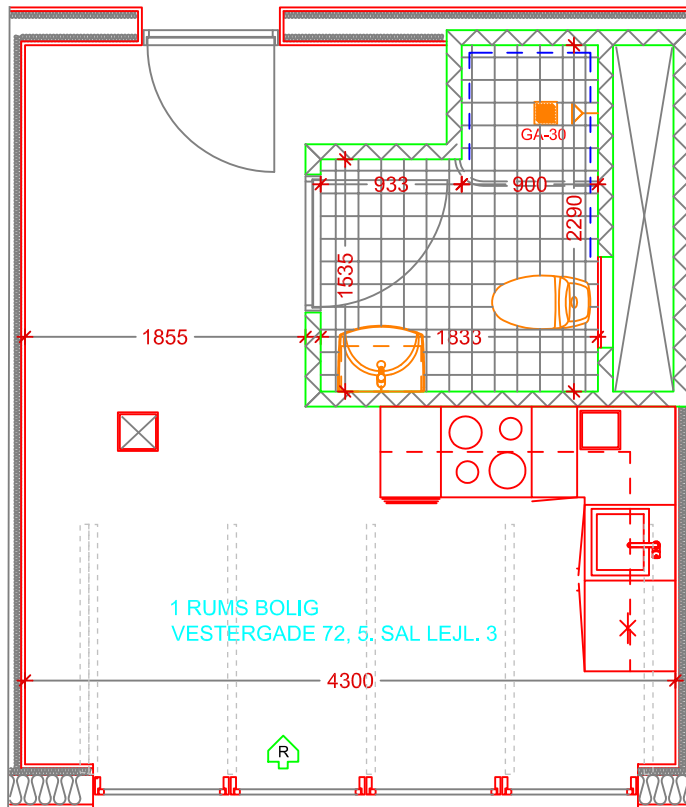 GA-30
933
900
2290
1535
1855
1833
1 RUMS BOLIG
VESTERGADE 72, 5. SAL LEJL. 3
4300
R